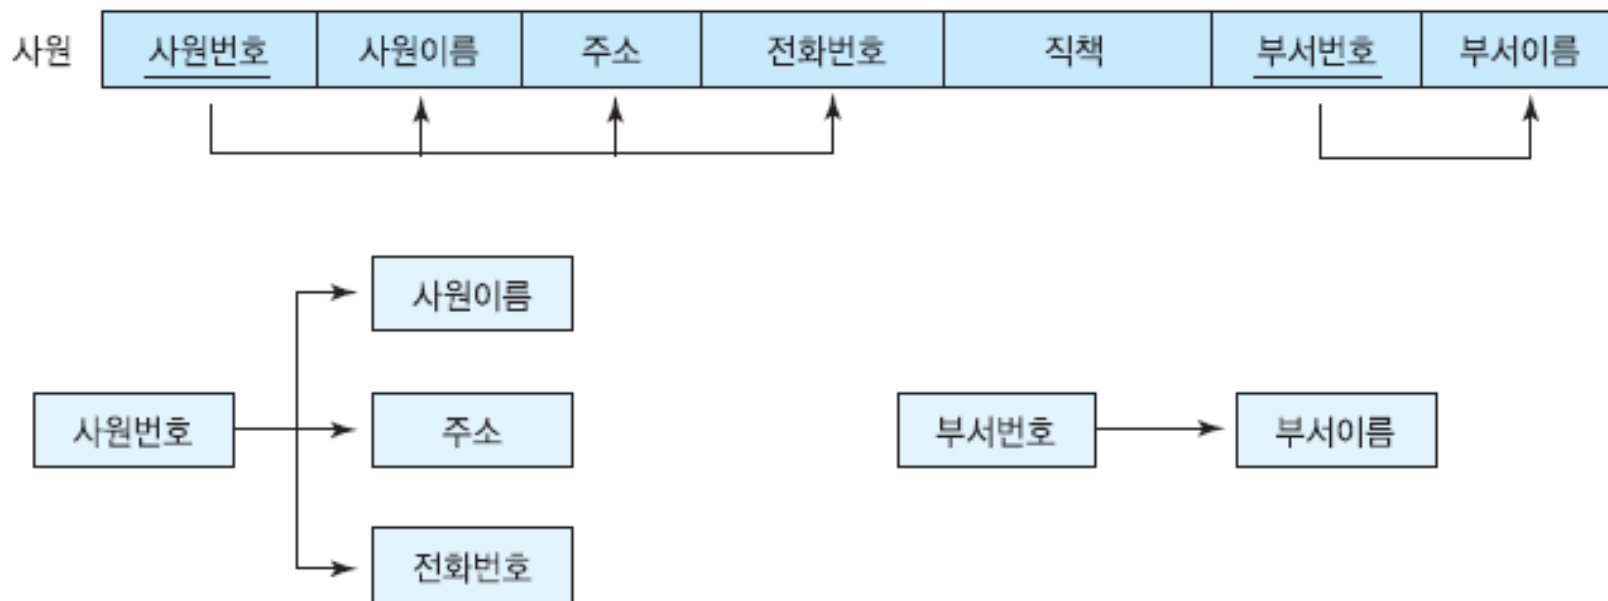 사원 사원번호 사원이름 주소 전화번호 직책 부서번호 부서이름
사원이름
사원번호 주소 부서번호 부서이름
전화번호